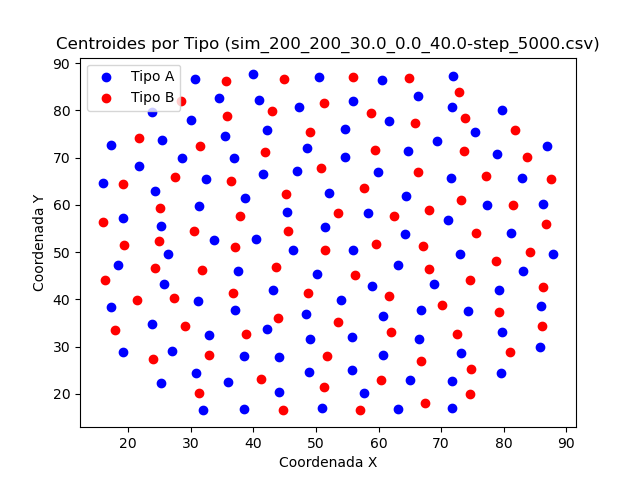 Centroides por Tipo (sim_200_200_30.0_0.0_40.0-step_5000.csv)
Tipo A
Tipo B
Coordenada Y
90
80
70
60
50
40
30
20
20 30 40 50 60 70 80 90
Coordenada X